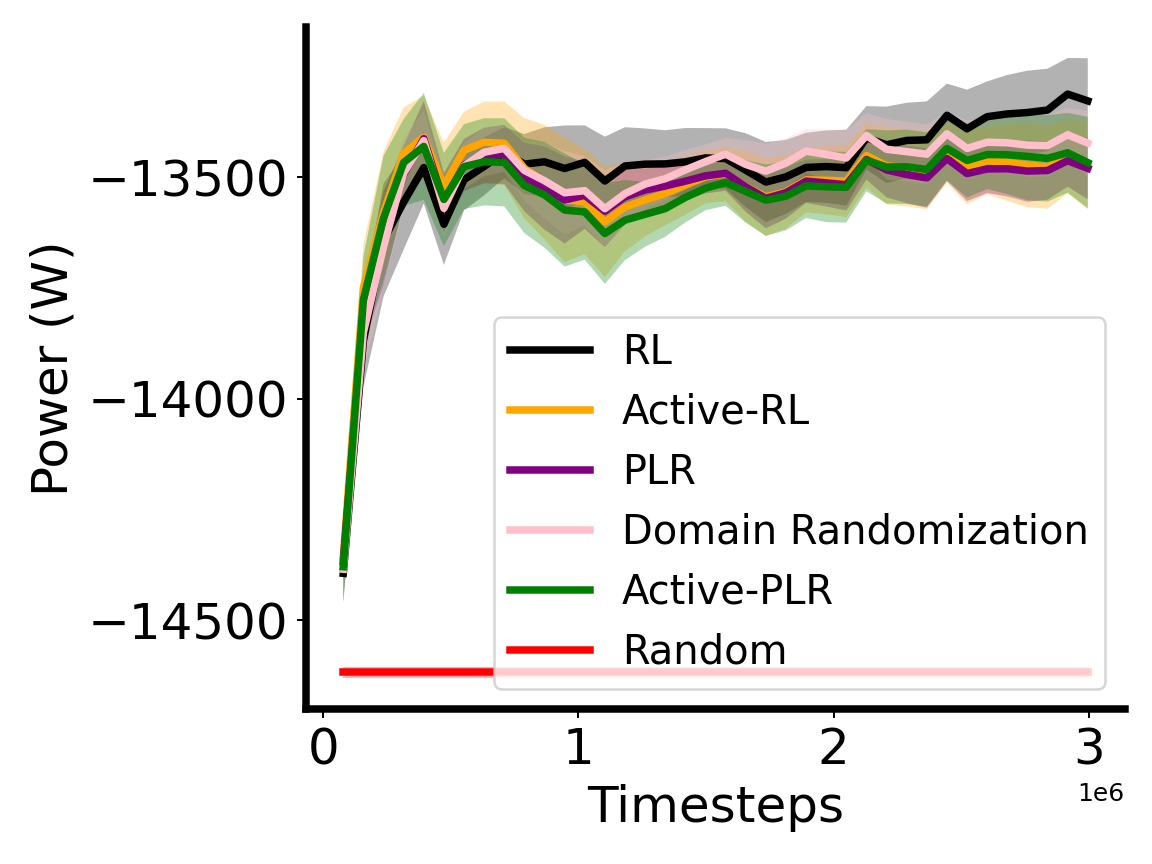 Power (W)
−13500
−14000
−14500
RL
Active-RL
PLR
Domain Randomization
Active-PLR
Random
0 1 2 3
1e6
Timesteps